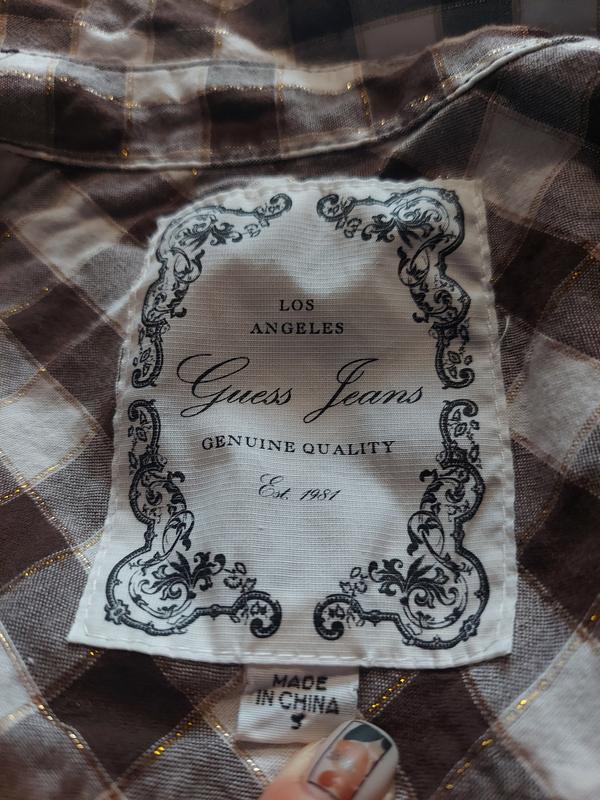 LOS
ANGELES
Guess Jeans
GENUINE QUALITY
Est. 1981
MADE
IN CHINA